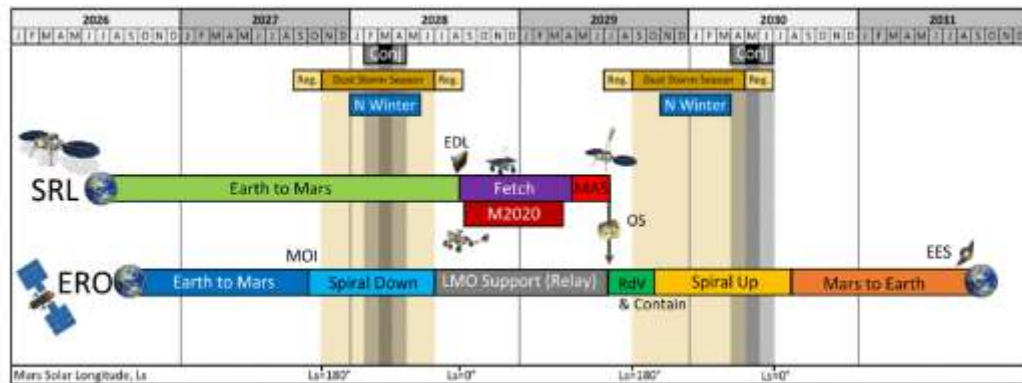 2026 2027 2028 2029 2030 2031
J F M A M J J A S O N D J F M A M J J A S O N D J F M A M J J A S O N D J F M A M J J A S O N D J F M A M J J A S O N D J F M A M J J A S O N D
Conj Conj
Reg. Dust Storm Season Reg. Reg. Dust Storm Season Reg.
N Winter N Winter
EDL
SRL Earth to Mars Fetch MAS
M2020 OS
MOI EES
ERO Earth to Mars Spiral Down LMO Support (Relay) RdV Spiral Up Mars to Earth
& Contain
Mars Solar Longitude, Ls Ls=180° Ls=0° Ls=180° Ls=0°